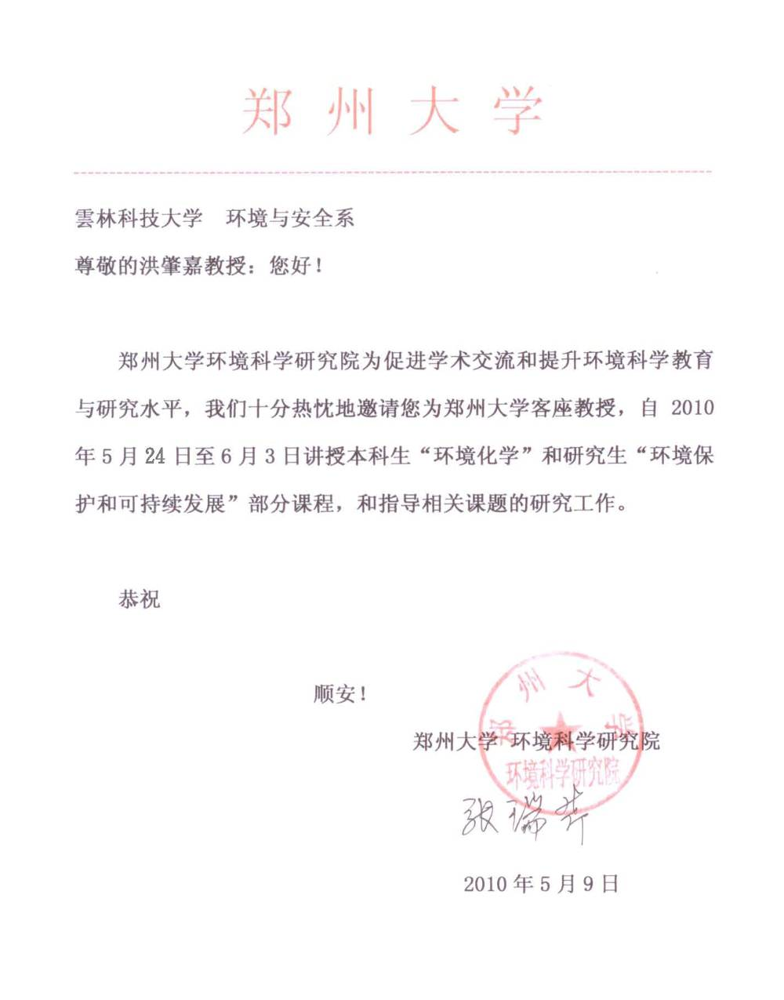 郑州大学
雲林科技大学 环境与安全系
尊敬的洪肇嘉教授：您好！
郑州大学环境科学研究院为促进学术交流和提升环境科学教育
与研究水平，我们十分热忱地邀请您为郑州大学客座教授，自 2010
年 5 月 24 日至 6 月 3 日讲授本科生“环境化学”和研究生“环境保
护和可持续发展”部分课程，和指导相关课题的研究工作。
恭祝
顺安！
郑州大学
郑州大学 环境科学研究院
环境科学研究院
张瑞芹
2010 年 5 月 9 日